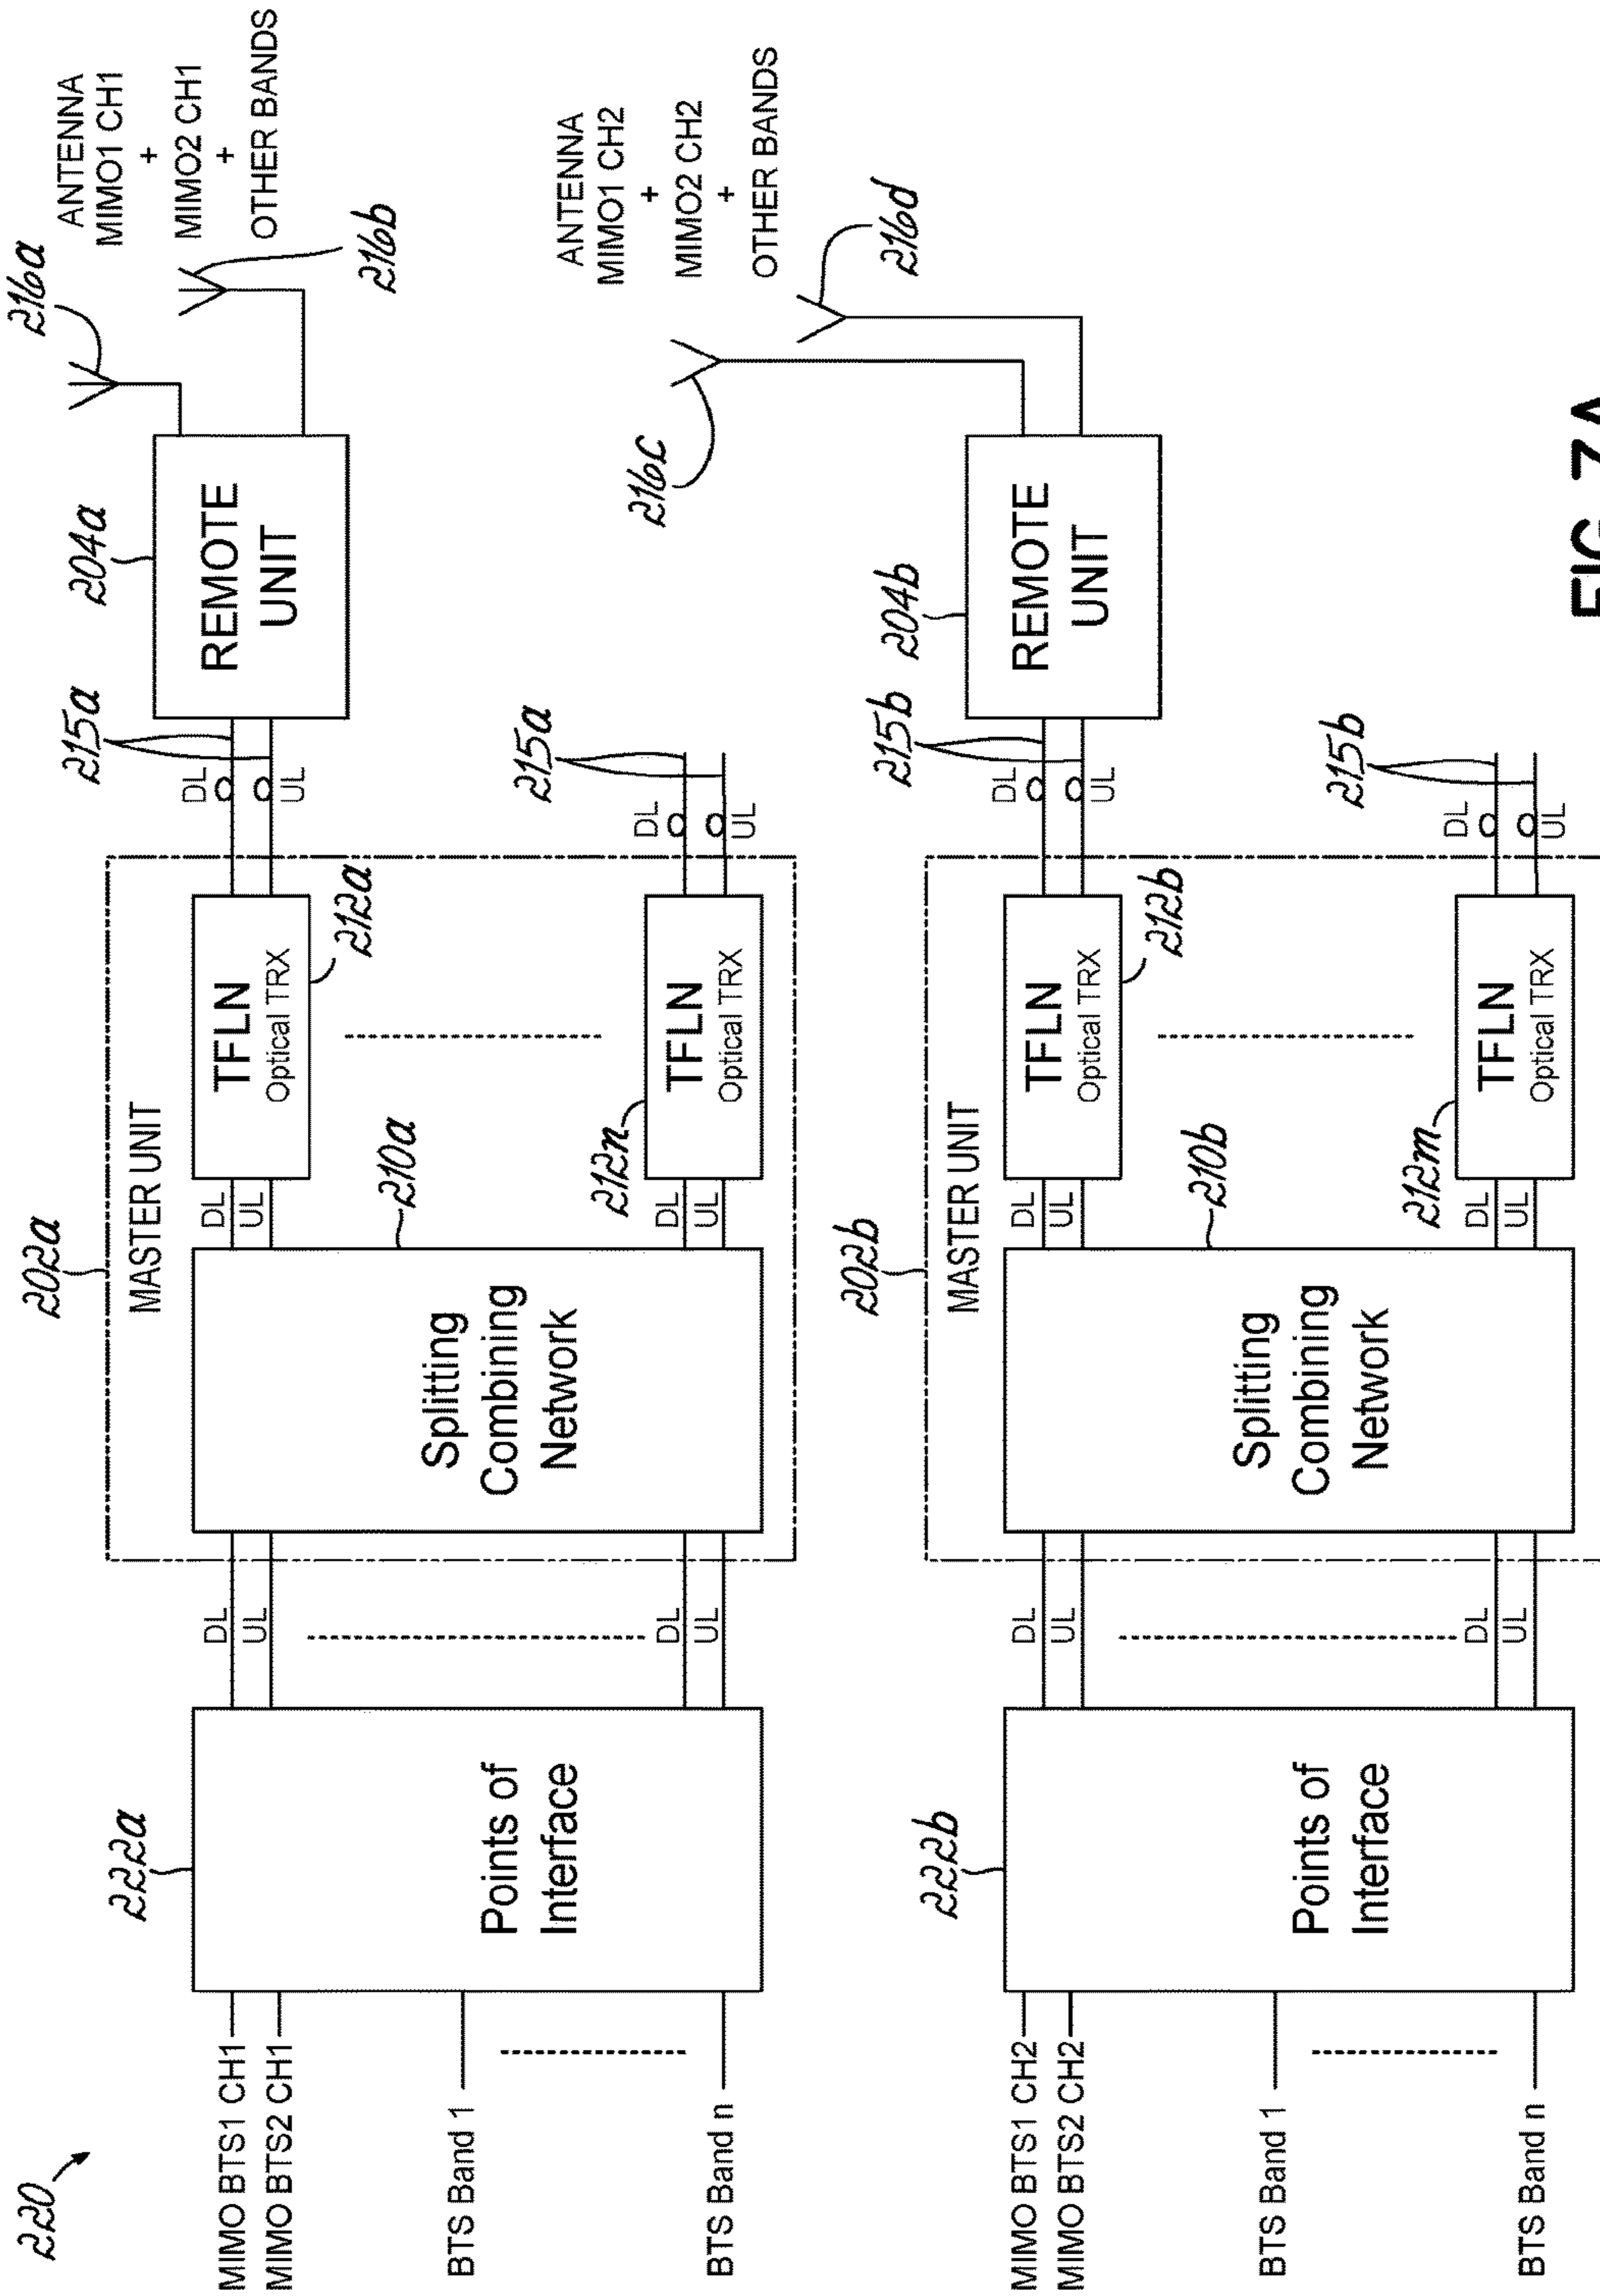 220
MIMO BTS1 CH1
MIMO BTS2 CH1
BTS Band 1
BTS Band n
222a
Points of
Interface
DL
UL
DL
UL
202a
MASTER UNIT
Splitting
Combining
Network
210a
DL
UL
DL
UL
TFLN
Optical TRX
212a
212n
TFLN
Optical TRX
DL
UL
215a
DL
UL
215a
204a
REMOTE
UNIT
216a
216b
ANTENNA
MIMO1 CH1
+
MIMO2 CH1
+
OTHER BANDS
MIMO BTS1 CH2
MIMO BTS2 CH2
BTS Band 1
BTS Band n
222b
Points of
Interface
DL
UL
DL
UL
202b
MASTER UNIT
Splitting
Combining
Network
210b
DL
UL
DL
UL
TFLN
Optical TRX
212b
212m
TFLN
Optical TRX
DL
UL
215b
DL
UL
215b
204b
REMOTE
UNIT
216c
216d
ANTENNA
MIMO1 CH2
+
MIMO2 CH2
+
OTHER BANDS
FIG. 7A